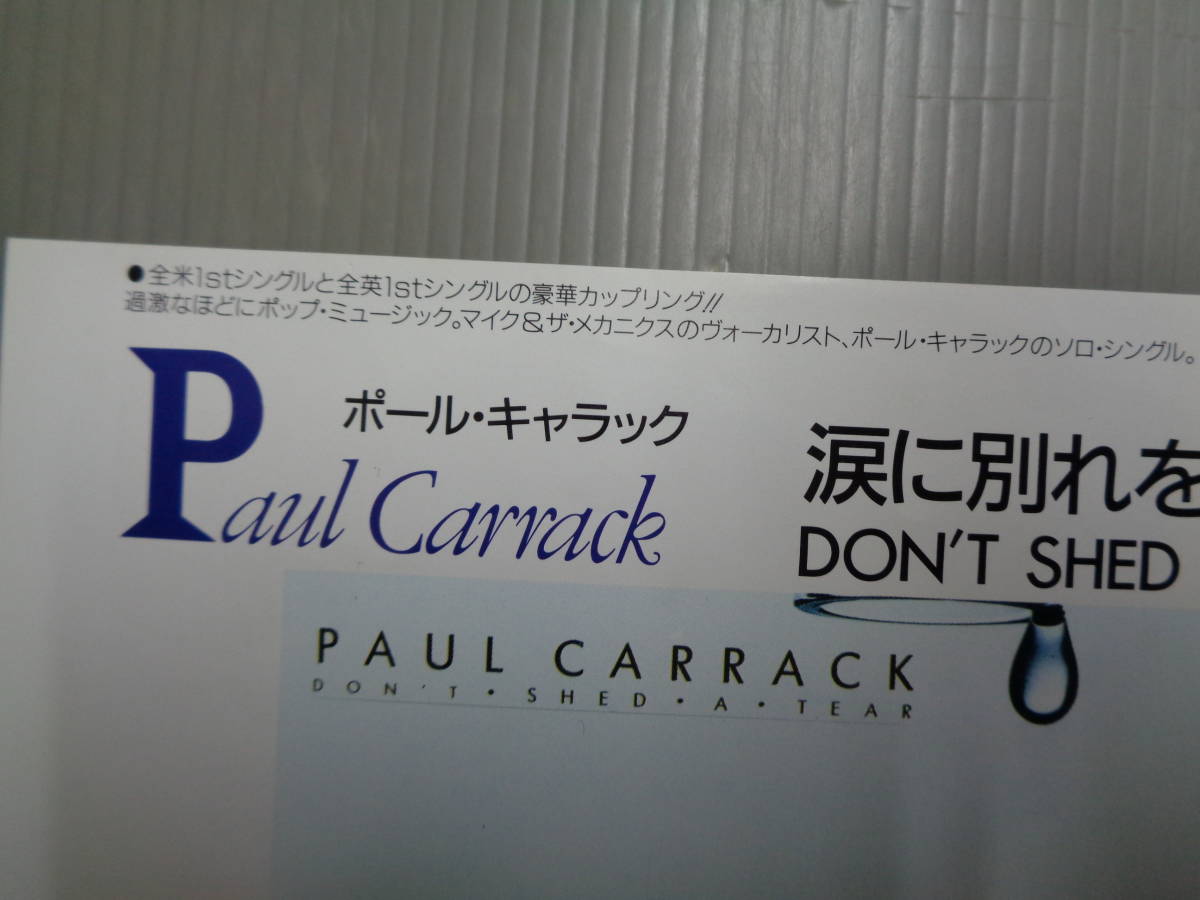 ●全米1stシングルと全英1stシングルの豪華カップリング!!
過激なほどにポップ・ミュージック。マイク&ザ・メカニクスのヴォーカリスト、ポール・キャラックのソロ・シングル。
ポール・キャラック
Paul Carrack
涙に別れを
DON'T SHED
PAUL CARRACK
DON'T・SHED・A・TEAR